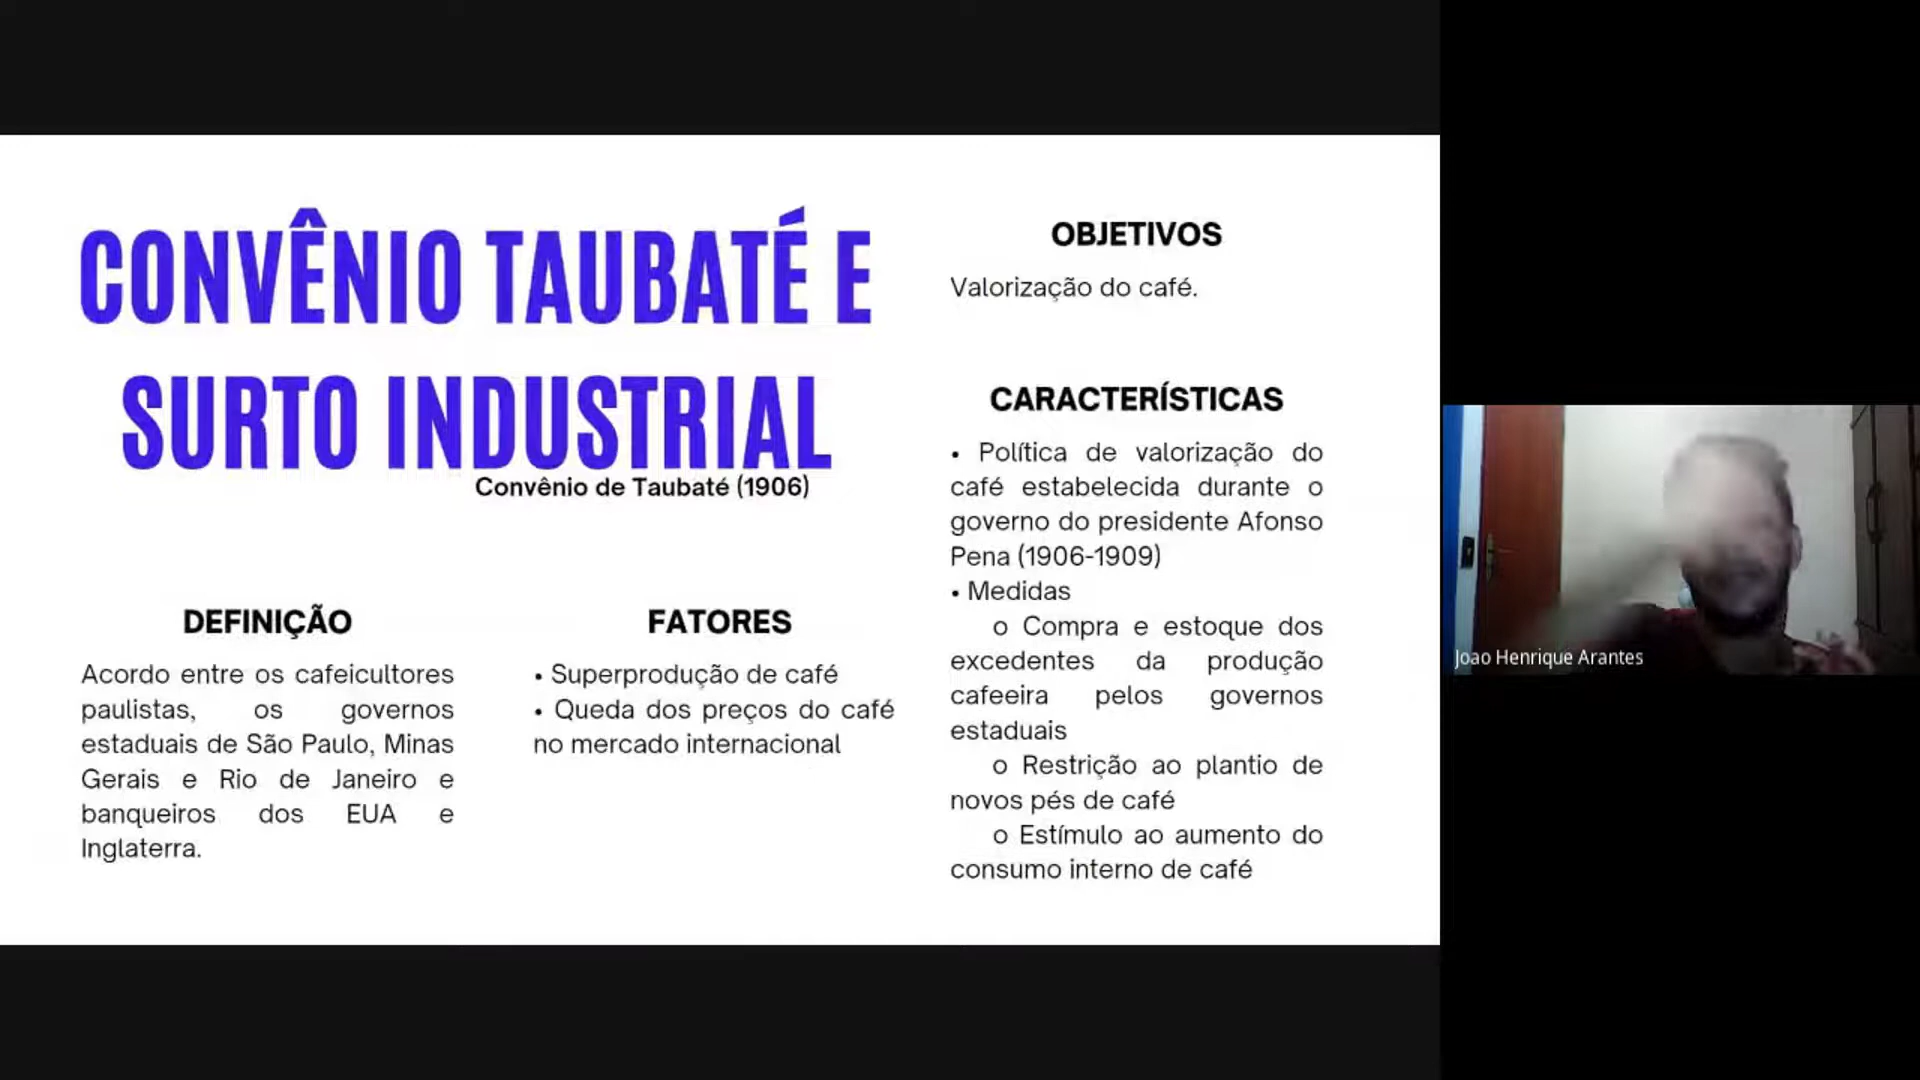 CONVÊNIO TAUBATÉ E
SURTO INDUSTRIAL
Convênio de Taubaté (1906)
DEFINIÇÃO
Acordo entre os cafeicultores
paulistas, os governos
estaduais de São Paulo, Minas
Gerais e Rio de Janeiro e
banqueiros dos EUA e
Inglaterra.
FATORES
• Superprodução de café
• Queda dos preços do café
no mercado internacional
OBJETIVOS
Valorização do café.
CARACTERÍSTICAS
• Política de valorização do
café estabelecida durante o
governo do presidente Afonso
Pena (1906-1909)
• Medidas
o Compra e estoque dos
excedentes da produção
cafeeira pelos governos
estaduais
o Restrição ao plantio de
novos pés de café
o Estímulo ao aumento do
consumo interno de café
Joao Henrique Arantes